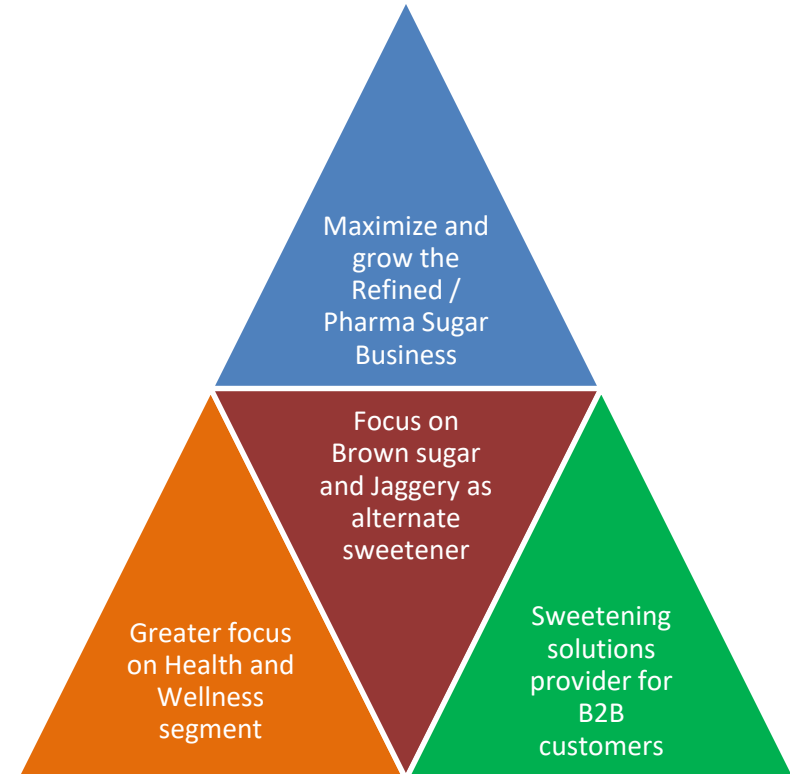 Maximize and
grow the
Refined /
Pharma Sugar
Business
Focus on
Brown sugar
and Jaggery as
alternate
sweetener
Greater focus
on Health and
Wellness
segment
Sweetening
solutions
provider for
B2B
customers